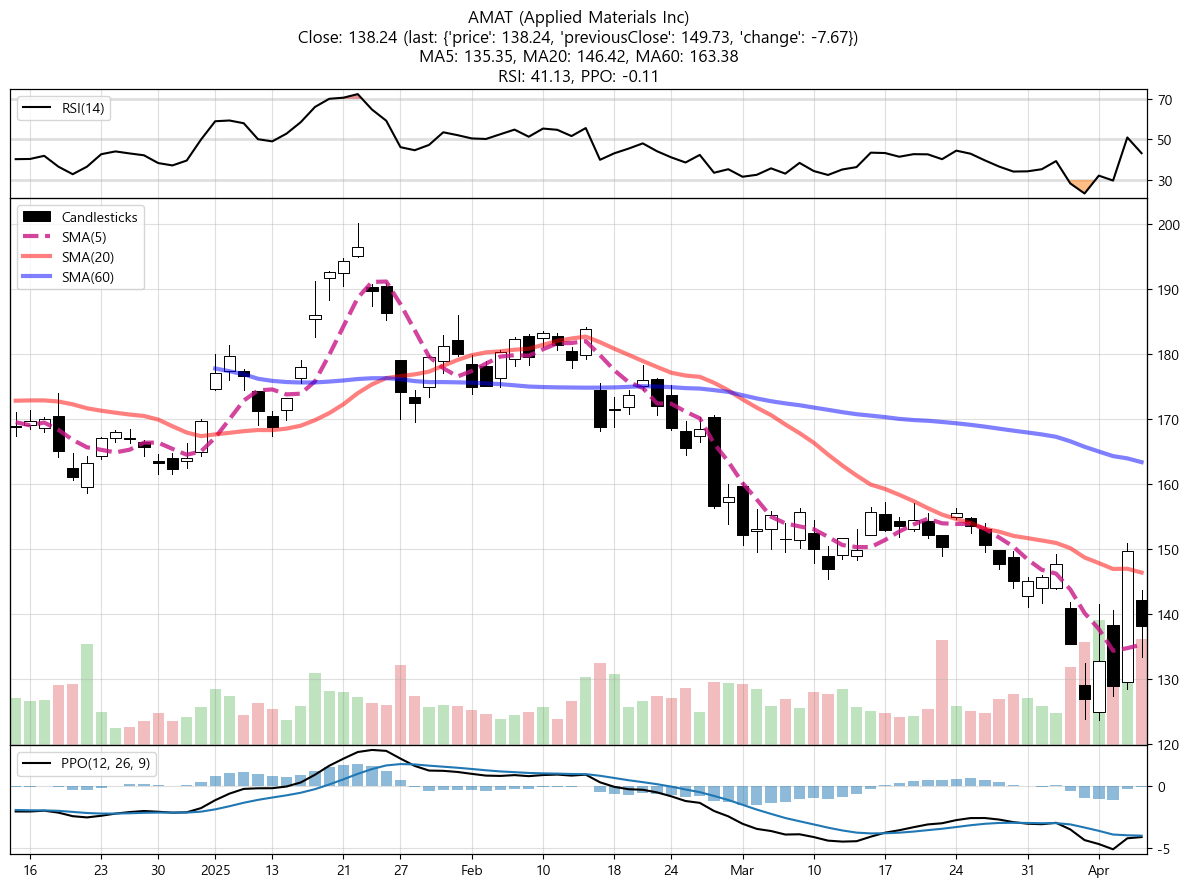 AMAT (Applied Materials Inc)
Close: 138.24 (last: {'price': 138.24, 'previousClose': 149.73, 'change': -7.67})
MA5: 135.35, MA20: 146.42, MA60: 163.38
RSI: 41.13, PPO: -0.11
RSI(14)
70
50
30
Candlesticks
SMA(5)
SMA(20)
SMA(60)
200
190
180
170
160
150
140
130
120
PPO(12, 26, 9)
0
-5
16 23 30 2025 13 21 27 Feb 10 18 24 Mar 10 17 24 31 Apr